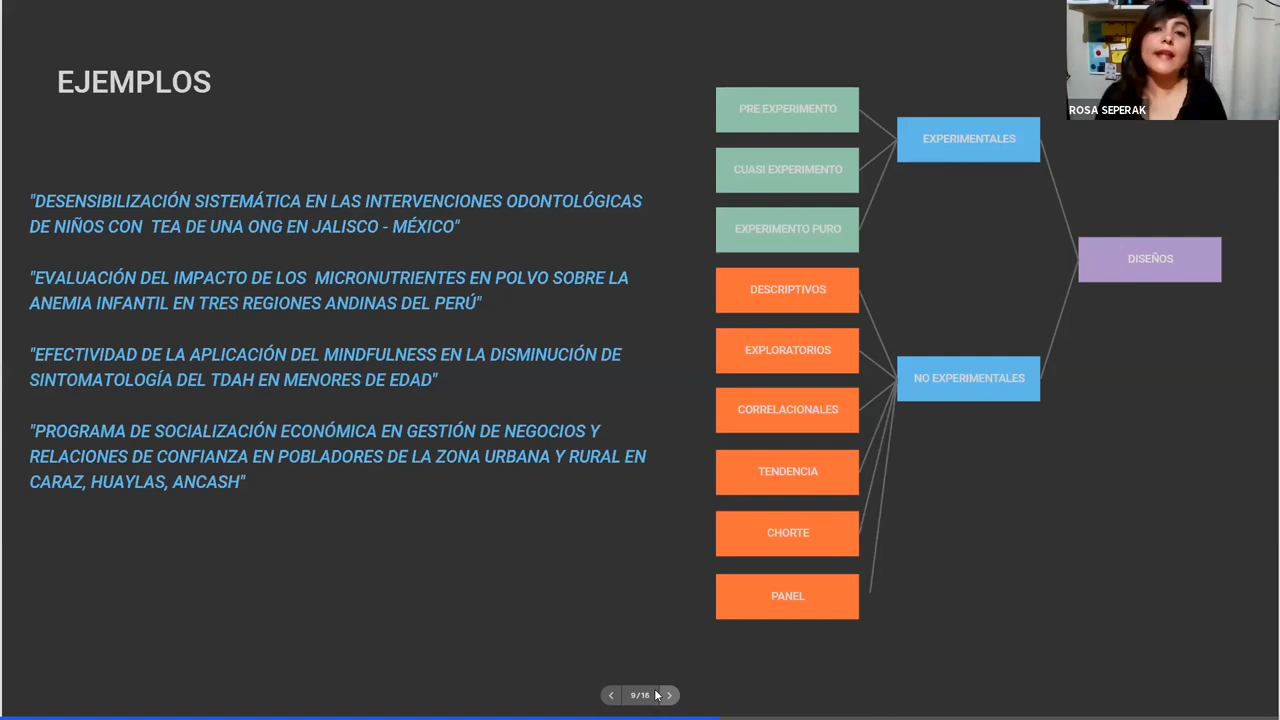 EJEMPLOS
"DESENSIBILIZACIÓN SISTEMÁTICA EN LAS INTERVENCIONES ODONTOLÓGICAS
DE NIÑOS CON TEA DE UNA ONG EN JALISCO - MÉXICO"
"EVALUACIÓN DEL IMPACTO DE LOS MICRONUTRIENTES EN POLVO SOBRE LA
ANEMIA INFANTIL EN TRES REGIONES ANDINAS DEL PERÚ"
"EFECTIVIDAD DE LA APLICACIÓN DEL MINDFULNESS EN LA DISMINUCIÓN DE
SINTOMATOLOGÍA DEL TDAH EN MENORES DE EDAD"
"PROGRAMA DE SOCIALIZACIÓN ECONÓMICA EN GESTIÓN DE NEGOCIOS Y
RELACIONES DE CONFIANZA EN POBLADORES DE LA ZONA URBANA Y RURAL EN
CARAZ, HUAYLAS, ANCASH"
PRE EXPERIMENTO
CUASI EXPERIMENTO
EXPERIMENTO PURO
DESCRIPTIVOS
EXPLORATORIOS
CORRELACIONALES
TENDENCIA
CHORTE
PANEL
EXPERIMENTALES
NO EXPERIMENTALES
DISEÑOS
ROSA SEPERAK
9/16